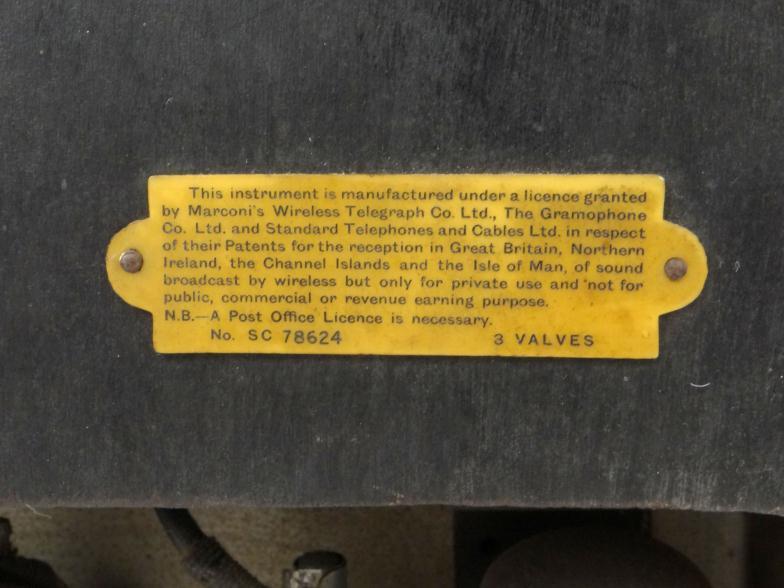 This instrument is manufactured under a licence granted
by Marconi's Wireless Telegraph Co. Ltd., The Gramophone
Co. Ltd. and Standard Telephones and Cables Ltd. in respect
of their Patents for the reception in Great Britain, Northern
Ireland, the Channel Islands and the Isle of Man, of sound
broadcast by wireless but only for private use and not for
public, commercial or revenue earning purpose.
N.B.—A Post Office Licence is necessary.
No. SC 78624 3 VALVES